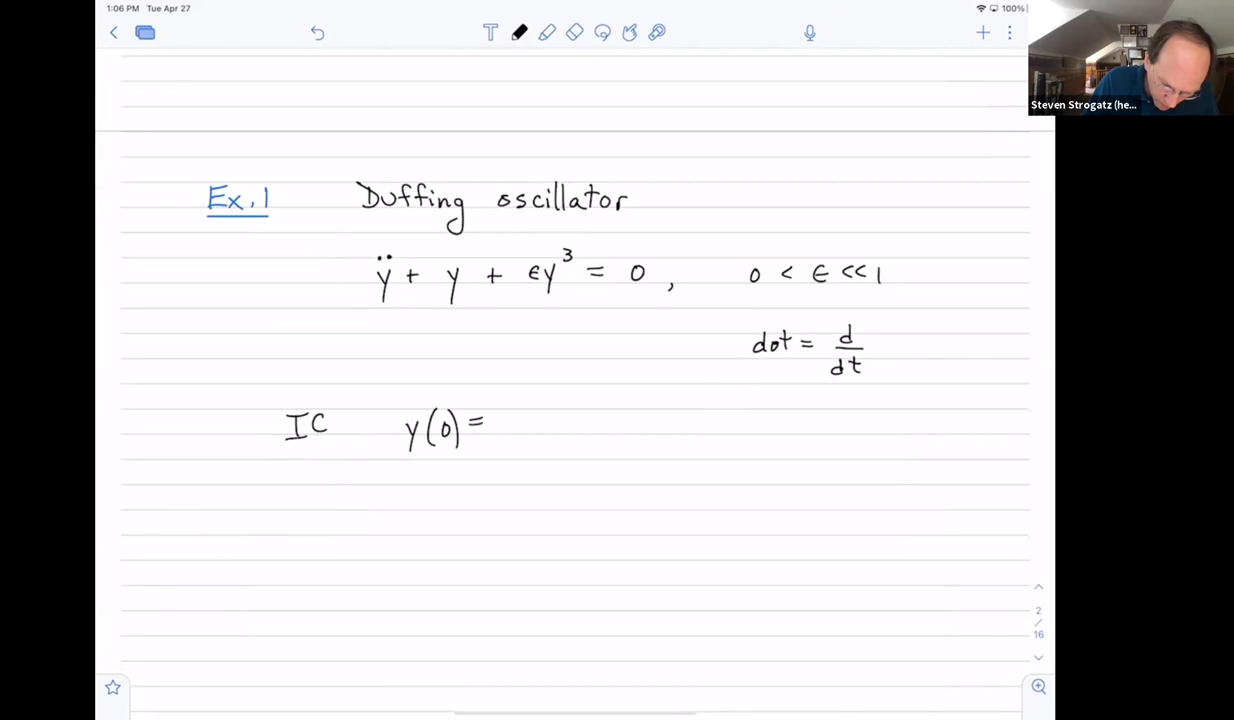 1:06 PM Tue Apr 27
100%
T
Steven Strogatz (he...
Ex. 1 Duffing oscillator
ÿ + y + ϵy³ = 0, 0 < ϵ << 1
dot = d/dt
IC y(0) =
2
/
16